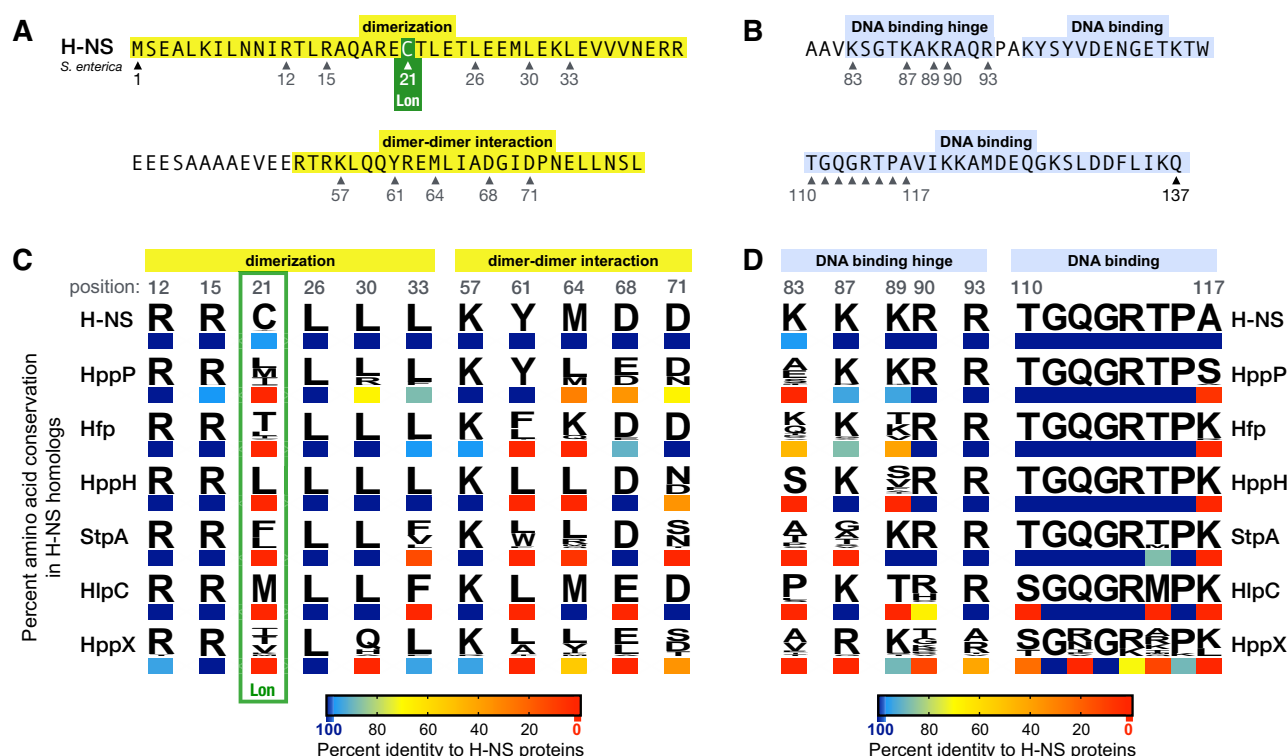 A
dimerization
H-NS
MSEALKILNNIRTLRAQARECTLETLEEMLEKLEVVVNERR
S. enterica
1 12 15 21 26 30 33
Lon
dimer-dimer interaction
EEESAAAAEVEERTRKLQQYREMLIADGIDPNELLNSL
57 61 64 68 71
B
DNA binding hinge DNA binding
AAVKSGTKAKRAQRPAKYSYVDENGETKTW
83 87 89 90 93
DNA binding
TGQGRTPAVIKKAMDEQGKSLDDFLIKQ
110 117 137
C
dimerization dimer-dimer interaction
position: 12 15 21 26 30 33 57 61 64 68 71
Percent amino acid conservation
in H-NS homologs
H-NS R R C L L L K Y M D D
HppP R R L L L L K Y L E D
Hfp R R T L L L K F K D D
HppH R R L L L L K L L D N
StpA R R F L L F K L L D S
HlpC R R M L L F K L M E D
HppX R R L Q L K L L E S
Lon
100 80 60 40 20 0
Percent identity to H-NS proteins
D
DNA binding hinge DNA binding
83 87 89 90 93 110 117
K K K R R TGQGRTPA H-NS
A K K R R TGQGRTPS HppP
K K T R R TGQGRTPK Hfp
S K S R R TGQGRTPK HppH
A G K R R TGQGRTPK StpA
P K T R R SGQGRMPK HlpC
A R K A G G P HppX
100 80 60 40 20 0
Percent identity to H-NS proteins